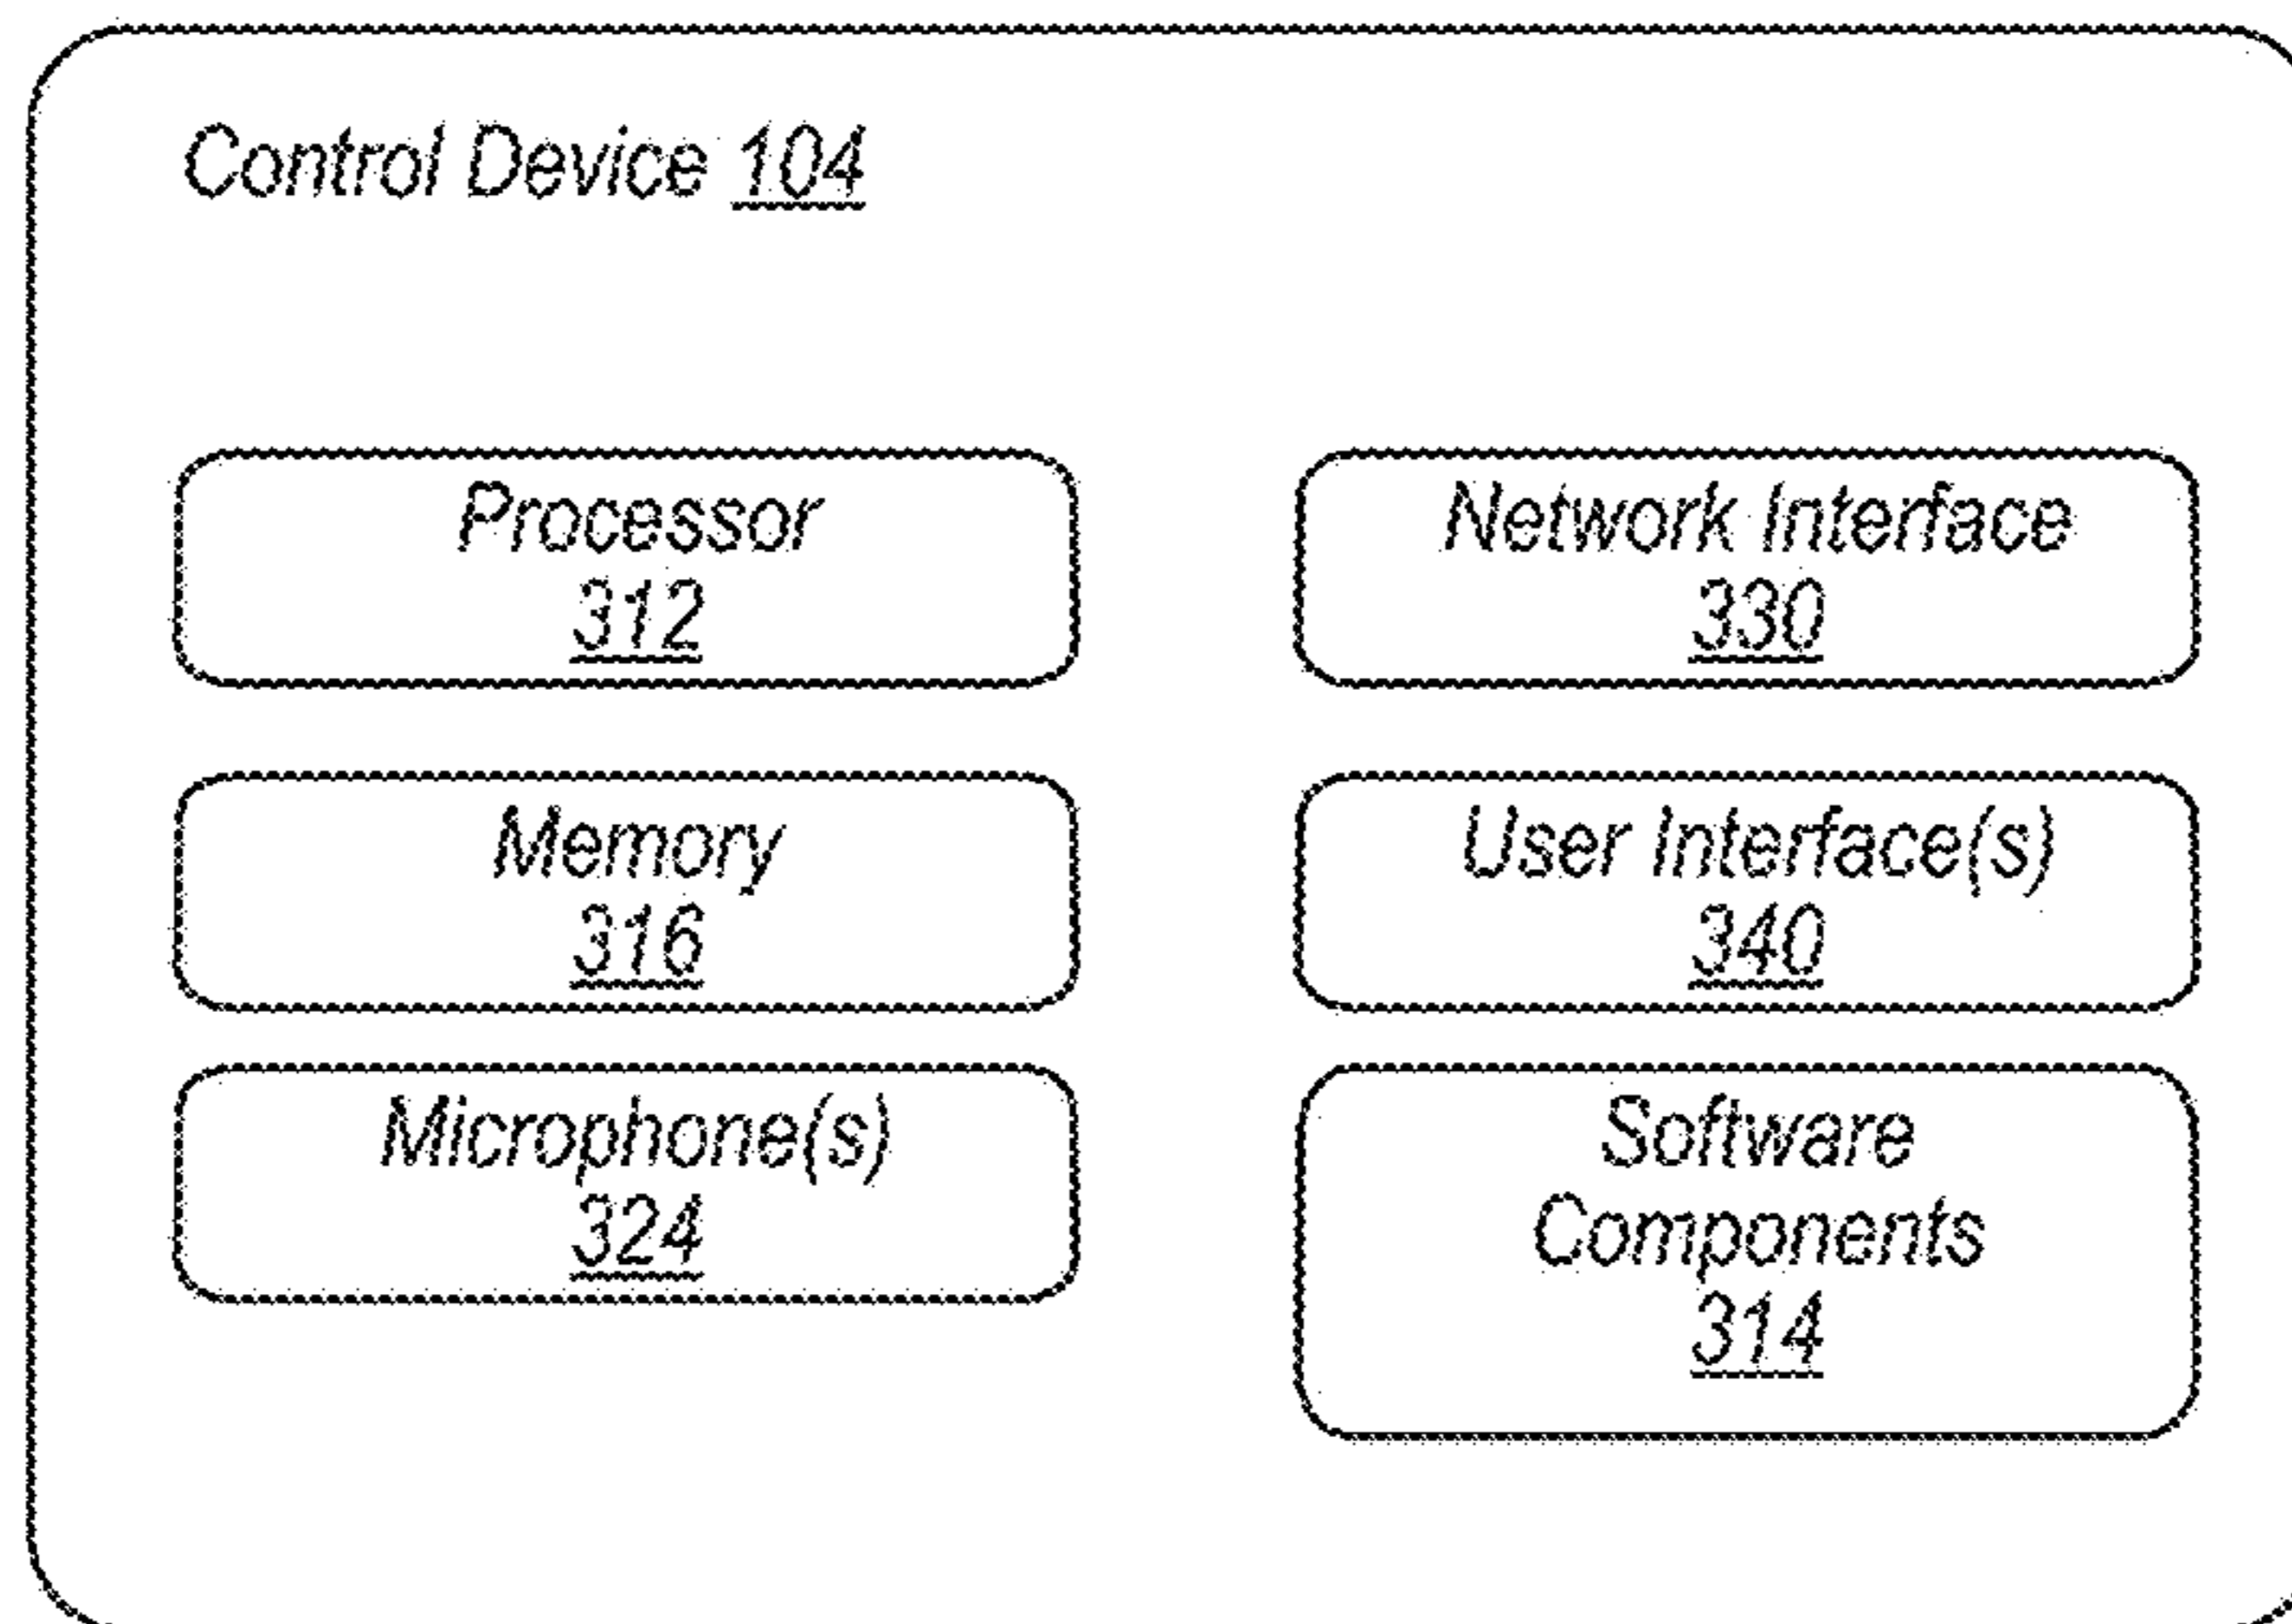 Control Device 104
Processor
312
Network Interface
330
Memory
316
User Interface(s)
340
Microphone(s)
324
Software
Components
314